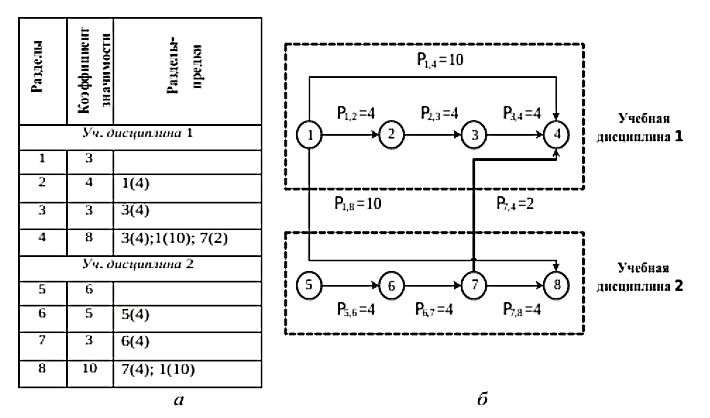 Разделы
Коэффициент
значимости
Разделы-
предки
Уч. дисциплина 1
1 3
2 4 1(4)
3 3 3(4)
4 8 3(4);1(10); 7(2)
Уч. дисциплина 2
5 6
6 5 5(4)
7 3 6(4)
8 10 7(4); 1(10)
а
P1,4=10
P1,2=4 P2,3=4 P3,4=4
1 2 3 4
Учебная
дисциплина 1
P1,8=10 P7,4=2
5 6 7 8
P5,6=4 P6,7=4 P7,8=4
Учебная
дисциплина 2
б